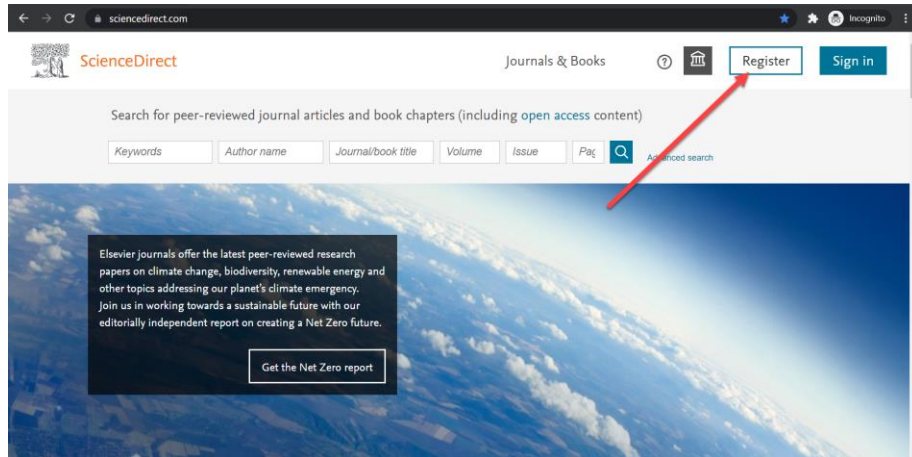 sciencedirect.com
Incognito
ScienceDirect
Journals & Books
?
Register
Sign in
Search for peer-reviewed journal articles and book chapters (including open access content)
Keywords
Author name
Journal/book title
Volume
Issue
Pag
Advanced search
Elsevier journals offer the latest peer-reviewed research
papers on climate change, biodiversity, renewable energy and
other topics addressing our planet's climate emergency.
Join us in working towards a sustainable future with our
editorially independent report on creating a Net Zero future.
Get the Net Zero report